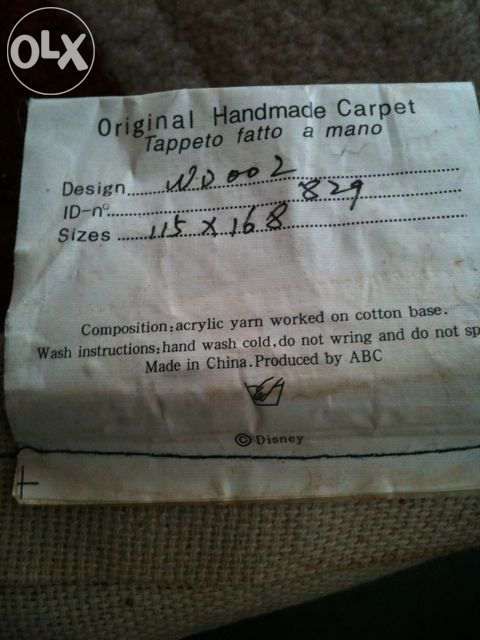 OLX
Original Handmade Carpet
Tappeto fatto a mano
Design WD002
ID-nº 829
Sizes 115 x 168
Composition:acrylic yarn worked on cotton base.
Wash instructions:hand wash cold,do not wring and do not sp
Made in China.Produced by ABC
©Disney